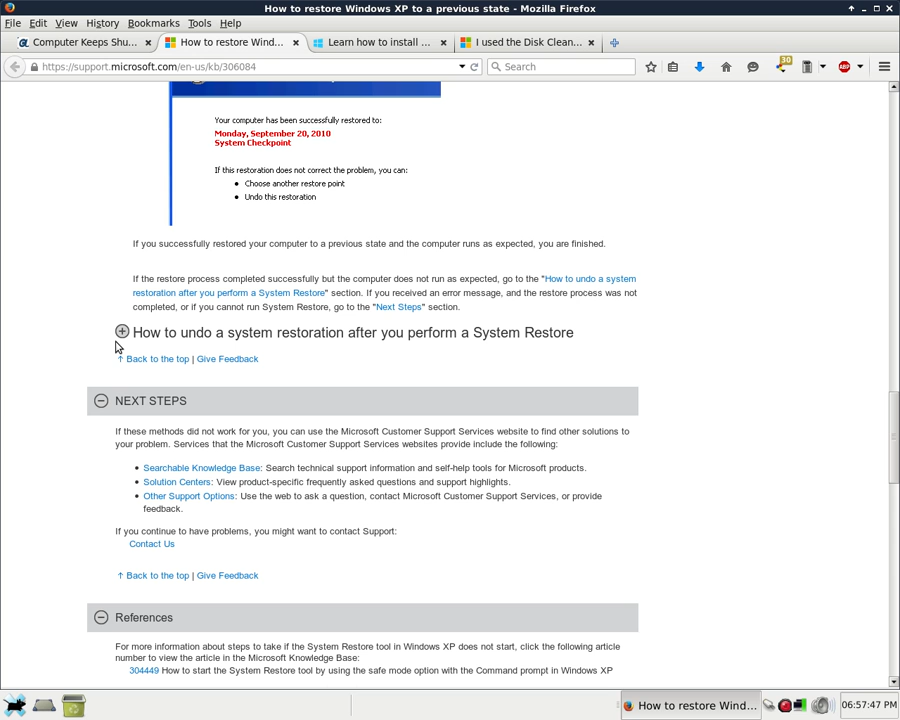 How to restore Windows XP to a previous state - Mozilla Firefox
File Edit View History Bookmarks Tools Help
Computer Keeps Shu... How to restore Wind... Learn how to install ... I used the Disk Clean...
https://support.microsoft.com/en-us/kb/306084 Search 30 ABP
Your computer has been successfully restored to:
Monday, September 20, 2010
System Checkpoint
If this restoration does not correct the problem, you can:
• Choose another restore point
• Undo this restoration
If you successfully restored your computer to a previous state and the computer runs as expected, you are finished.
If the restore process completed successfully but the computer does not run as expected, go to the "How to undo a system
restoration after you perform a System Restore" section. If you received an error message, and the restore process was not
completed, or if you cannot run System Restore, go to the "Next Steps" section.
How to undo a system restoration after you perform a System Restore
↑ Back to the top | Give Feedback
NEXT STEPS
If these methods did not work for you, you can use the Microsoft Customer Support Services website to find other solutions to
your problem. Services that the Microsoft Customer Support Services websites provide include the following:
• Searchable Knowledge Base: Search technical support information and self-help tools for Microsoft products.
• Solution Centers: View product-specific frequently asked questions and support highlights.
• Other Support Options: Use the web to ask a question, contact Microsoft Customer Support Services, or provide
feedback.
If you continue to have problems, you might want to contact Support:
Contact Us
↑ Back to the top | Give Feedback
References
For more information about steps to take if the System Restore tool in Windows XP does not start, click the following article
number to view the article in the Microsoft Knowledge Base:
304449 How to start the System Restore tool by using the safe mode option with the Command prompt in Windows XP
How to restore Wind... 06:57:47 PM